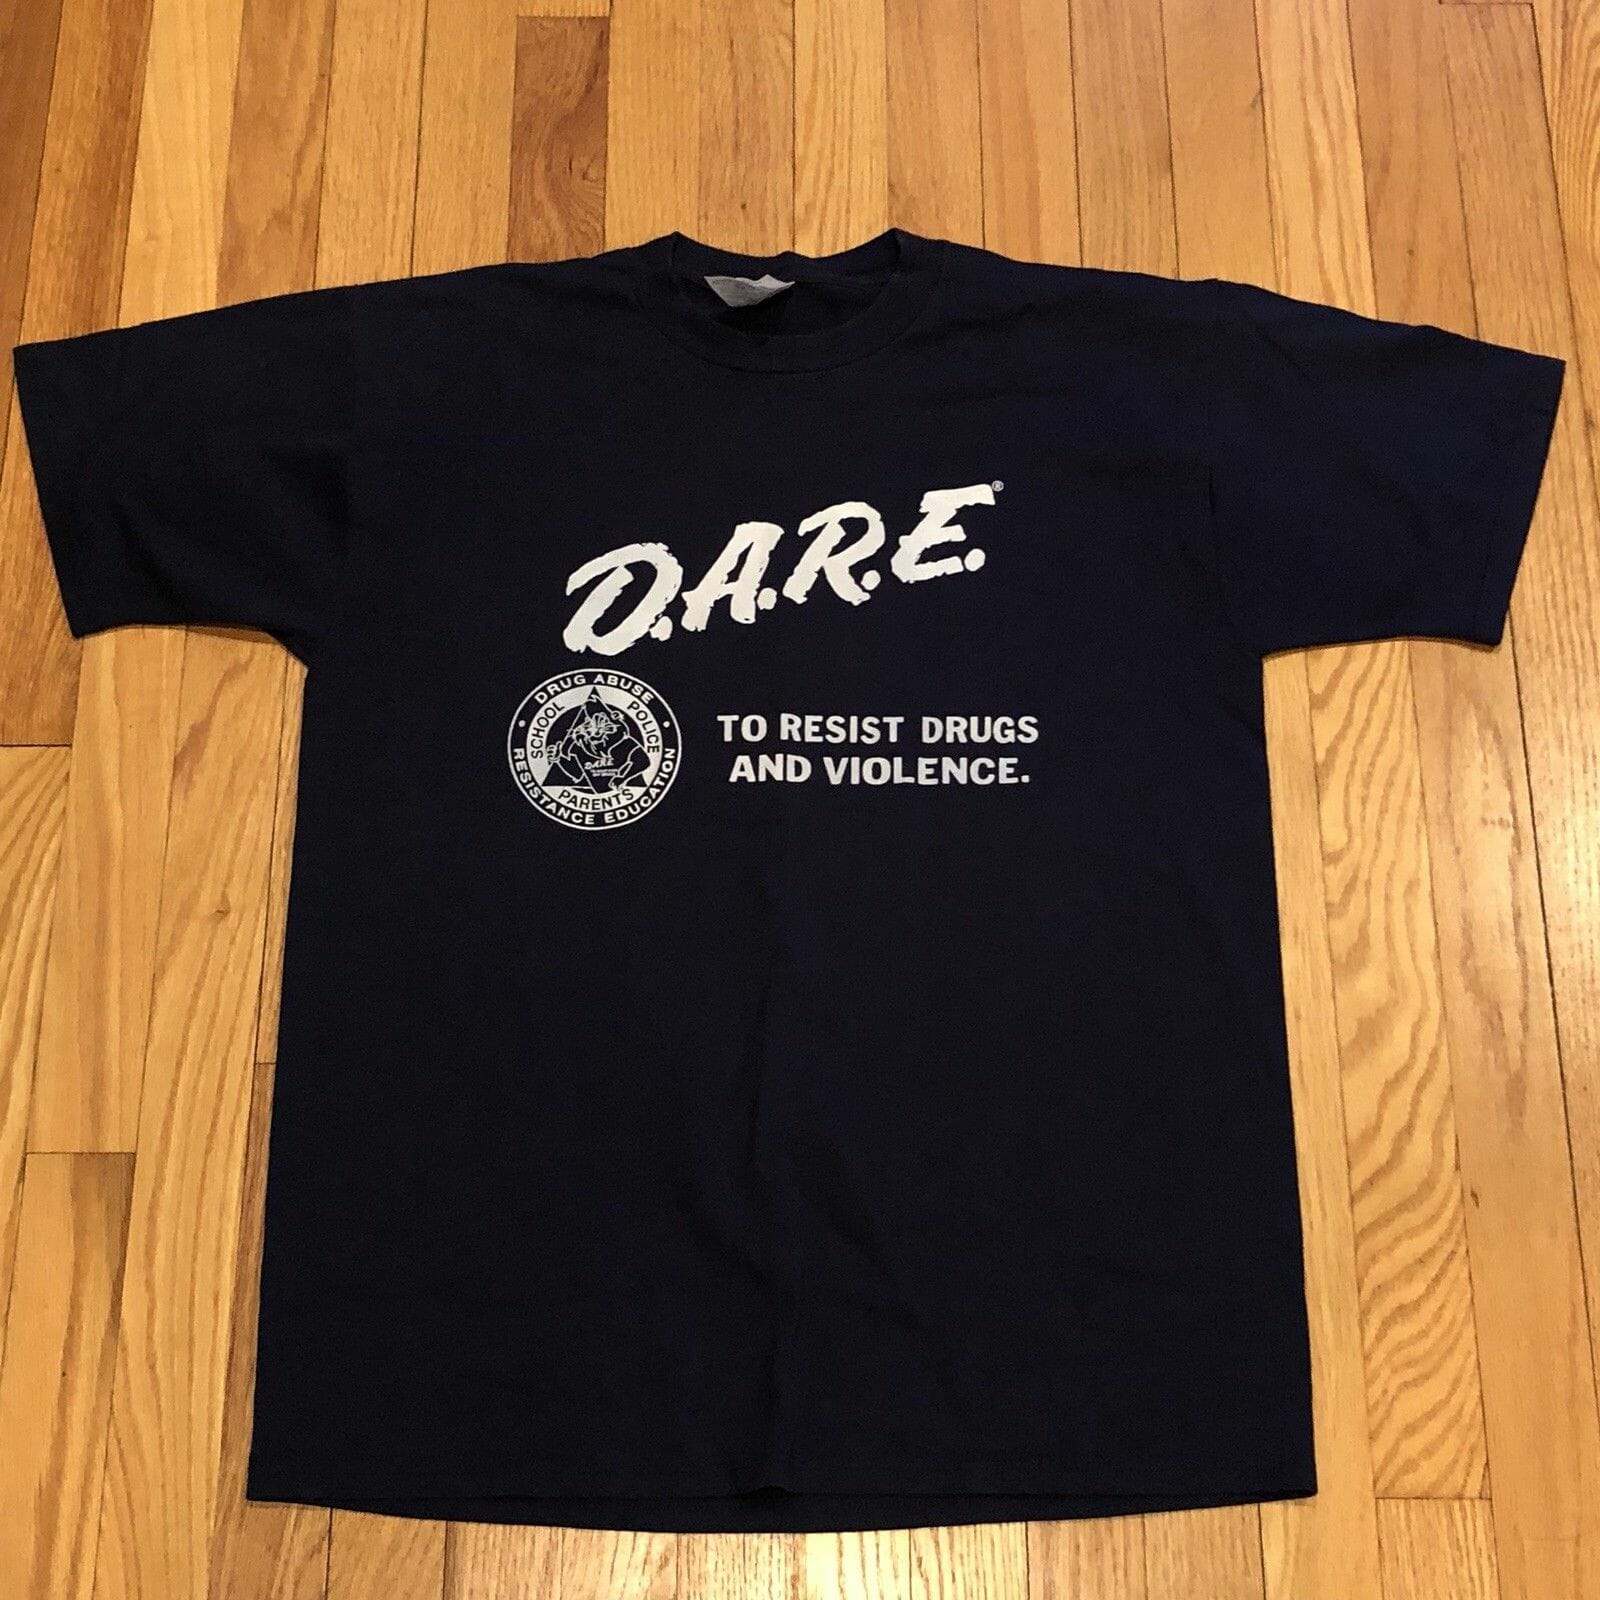 D.A.R.E.®
DRUG ABUSE
RESISTANCE EDUCATION
SCHOOL
POLICE
PARENTS
D.A.R.E.
TO RESIST DRUGS
AND VIOLENCE.